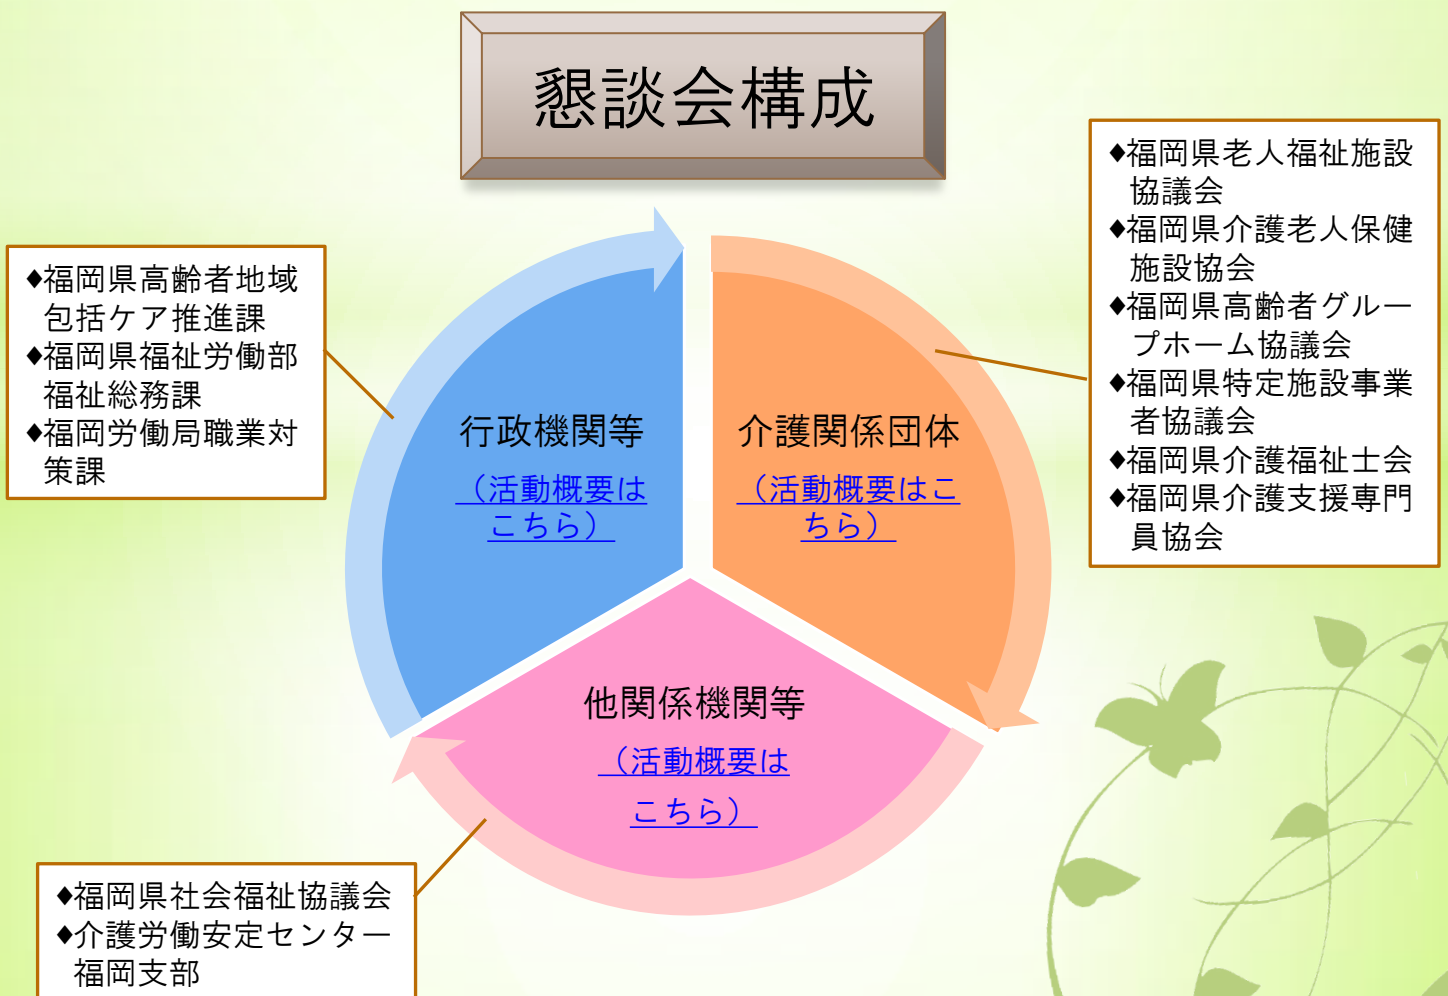 懇談会構成
♦福岡県高齢者地域
包括ケア推進課
♦福岡県福祉労働部
福祉総務課
♦福岡労働局職業対
策課
行政機関等
（活動概要は
こちら）
介護関係団体
（活動概要はこ
ちら）
♦福岡県老人福祉施設
協議会
♦福岡県介護老人保健
施設協会
♦福岡県高齢者グルー
プホーム協議会
♦福岡県特定施設事業
者協議会
♦福岡県介護福祉士会
♦福岡県介護支援専門
員協会
他関係機関等
（活動概要は
こちら）
♦福岡県社会福祉協議会
♦介護労働安定センター
福岡支部